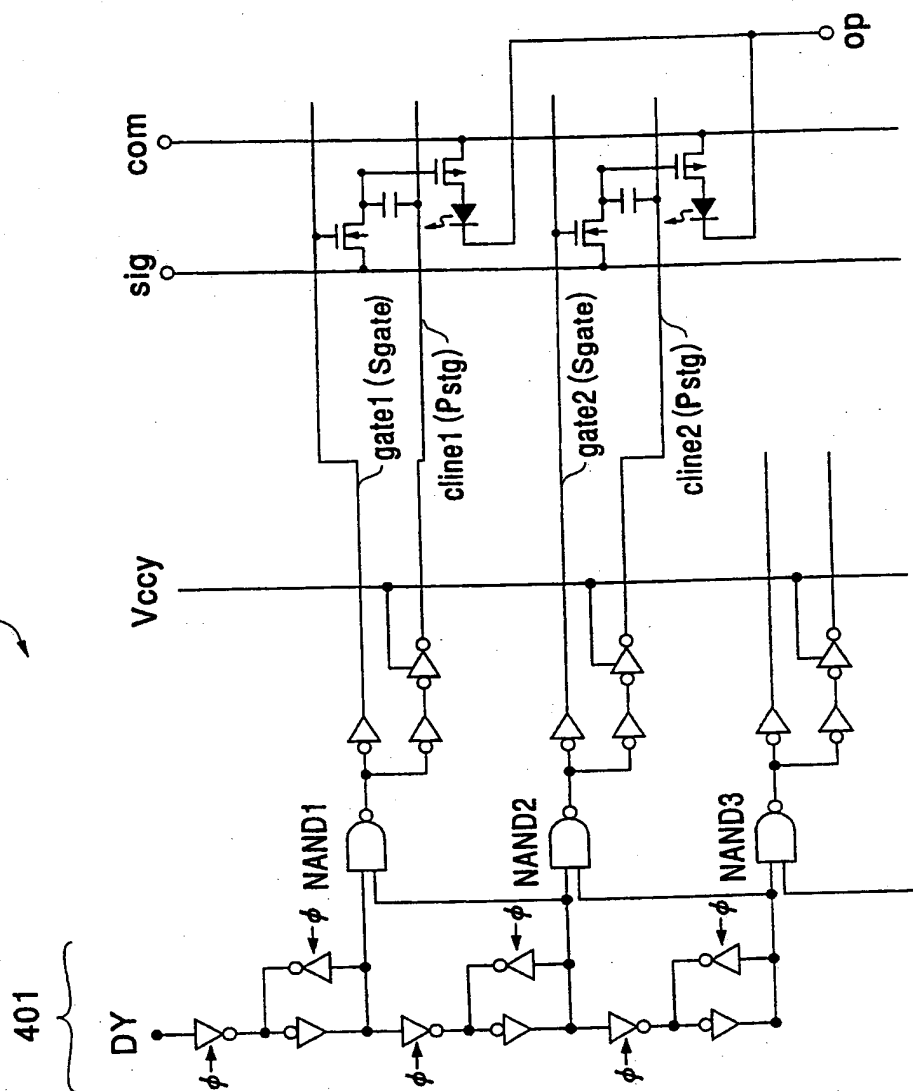 401
DY
ϕ
ϕ
NAND1
ϕ
ϕ
NAND2
ϕ
ϕ
NAND3
Vccy
gate1 (Sgate)
cline1 (Pstg)
gate2 (Sgate)
cline2 (Pstg)
sig
com
op